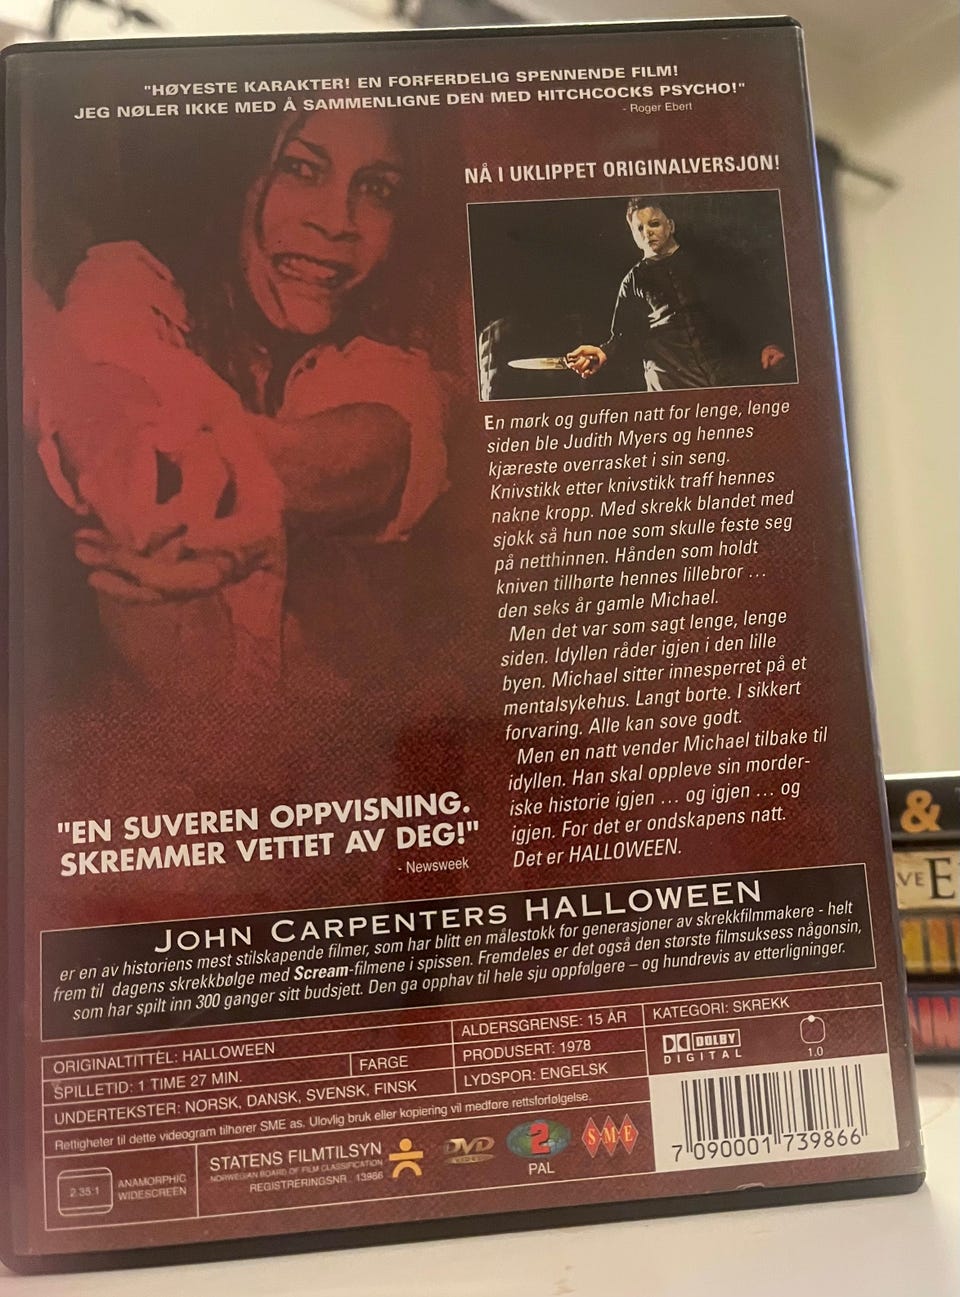 "HØYESTE KARAKTER! EN FORFERDELIG SPENNENDE FILM!
JEG NØLER IKKE MED Å SAMMENLIGNE DEN MED HITCHCOCKS PSYCHO!"
- Roger Ebert
NÅ I UKLIPPET ORIGINALVERSJON!
En mørk og guffen natt for lenge, lenge
siden ble Judith Myers og hennes
kjæreste overrasket i sin seng.
Knivstikk etter knivstikk traff hennes
nakne kropp. Med skrekk blandet med
sjokk så hun noe som skulle feste seg
på netthinnen. Hånden som holdt
kniven tillhørte hennes lillebror ...
den seks år gamle Michael.
Men det var som sagt lenge, lenge
siden. Idyllen råder igjen i den lille
byen. Michael sitter innesperret på et
mentalsykehus. Langt borte. I sikkert
forvaring. Alle kan sove godt.
Men en natt vender Michael tilbake til
idyllen. Han skal oppleve sin morder-
iske historie igjen ... og igjen ... og
igjen. For det er ondskapens natt.
Det er HALLOWEEN.
"EN SUVEREN OPPVISNING.
SKREMMER VETTET AV DEG!"
- Newsweek
JOHN CARPENTERS HALLOWEEN
er en av historiens mest stilskapende filmer, som har blitt en målestokk for generasjoner av skrekkfilmmakere - helt
frem til dagens skrekkbølge med Scream-filmene i spissen. Fremdeles er det også den største filmsuksess någonsin,
som har spilt inn 300 ganger sitt budsjett. Den ga opphav til hele sju oppfølgere – og hundrevis av etterligninger.
ORIGINALTITTEL: HALLOWEEN
ALDERSGRENSE: 15 ÅR
KATEGORI: SKREKK
SPILLETID: 1 TIME 27 MIN.
FARGE
PRODUSERT: 1978
UNDERTEKSTER: NORSK, DANSK, SVENSK, FINSK
LYDSPOR: ENGELSK
DOLBY
DIGITAL
1.0
Rettigheter til dette videogram tilhører SME as. Ulovlig bruk eller kopiering vil medføre rettsforfølgelse.
2.35:1
ANAMORPHIC
WIDESCREEN
STATENS FILMTILSYN
NORWEGIAN BOARD OF FILM CLASSIFICATION
REGISTRERINGSNR 13986
DVD
VIDEO
2
PAL
S·M·E
7 090001 739866
&
VE E
IN